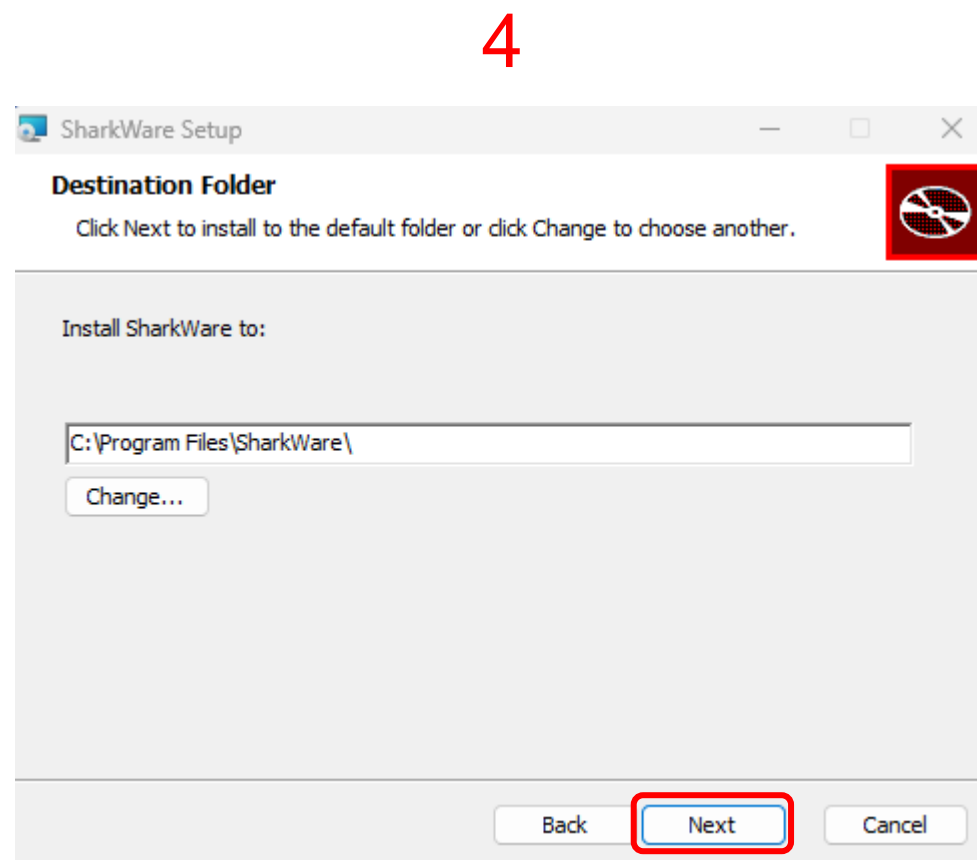 4
SharkWare Setup
Destination Folder
Click Next to install to the default folder or click Change to choose another.
Install SharkWare to:
C:\Program Files\SharkWare\
Change...
Back Next Cancel